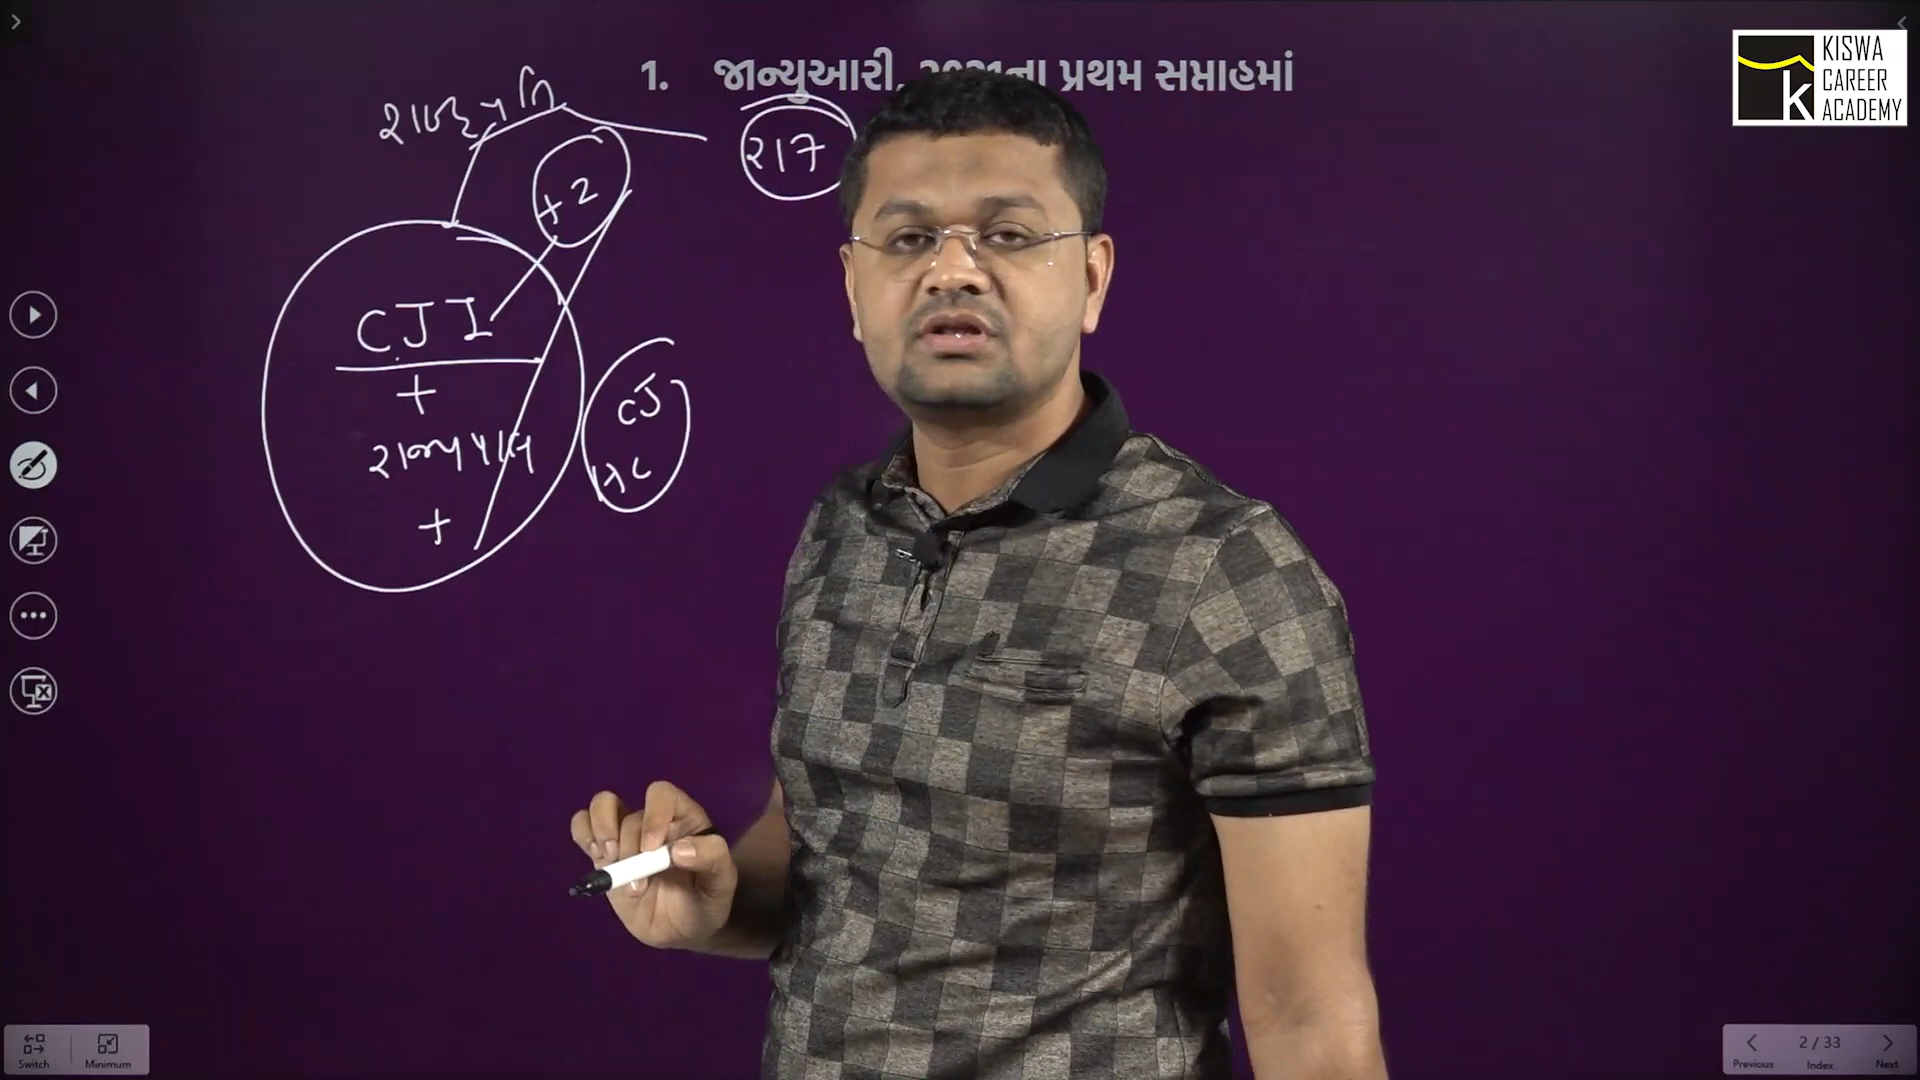 1. જાન્યુઆરી, ના પ્રથમ સપ્તાહમાં
KISWA
CAREER
ACADEMY
k
217
+2
CJI
+
CJ
HC
રાજ્યપાલ
+
Switch
Minimum
2 / 33
Previous
Index
Next